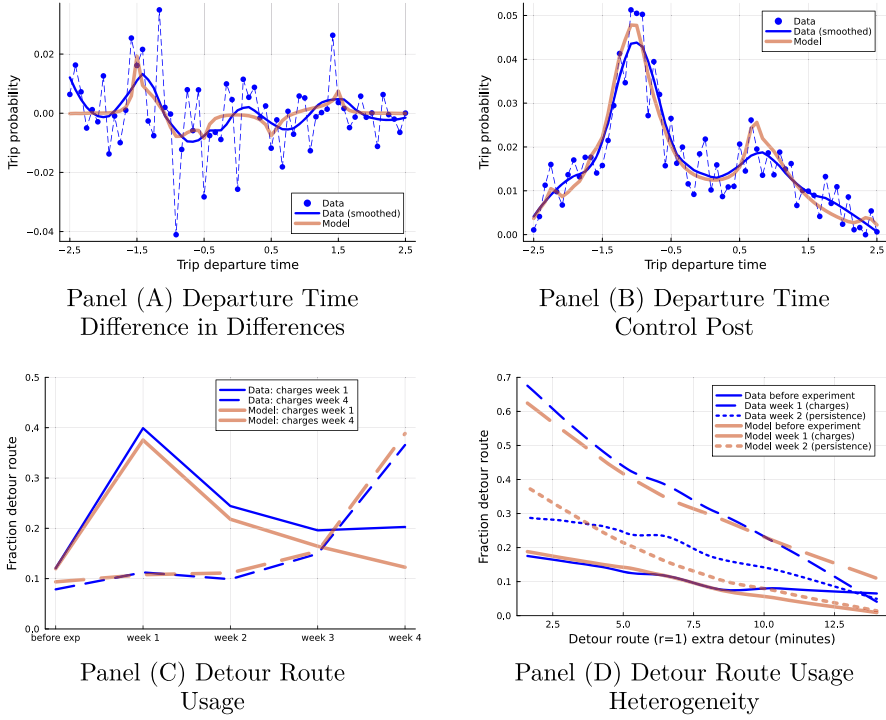 Trip probability
0.02
0.00
−0.02
−0.04
Data
Data (smoothed)
Model
−2.5 −1.5 −0.5 0.5 1.5 2.5
Trip departure time
Panel (A) Departure Time
Difference in Differences
Trip probability
0.05
0.04
0.03
0.02
0.01
0.00
Data
Data (smoothed)
Model
−2.5 −1.5 −0.5 0.5 1.5 2.5
Trip departure time
Panel (B) Departure Time
Control Post
Fraction detour route
0.5
0.4
0.3
0.2
0.1
0.0
Data: charges week 1
Data: charges week 4
Model: charges week 1
Model: charges week 4
before exp week 1 week 2 week 3 week 4
Panel (C) Detour Route
Usage
Fraction detour route
0.7
0.6
0.5
0.4
0.3
0.2
0.1
0.0
Data before experiment
Data week 1 (charges)
Data week 2 (persistence)
Model before experiment
Model week 1 (charges)
Model week 2 (persistence)
2.5 5.0 7.5 10.0 12.5
Detour route (r=1) extra detour (minutes)
Panel (D) Detour Route Usage
Heterogeneity